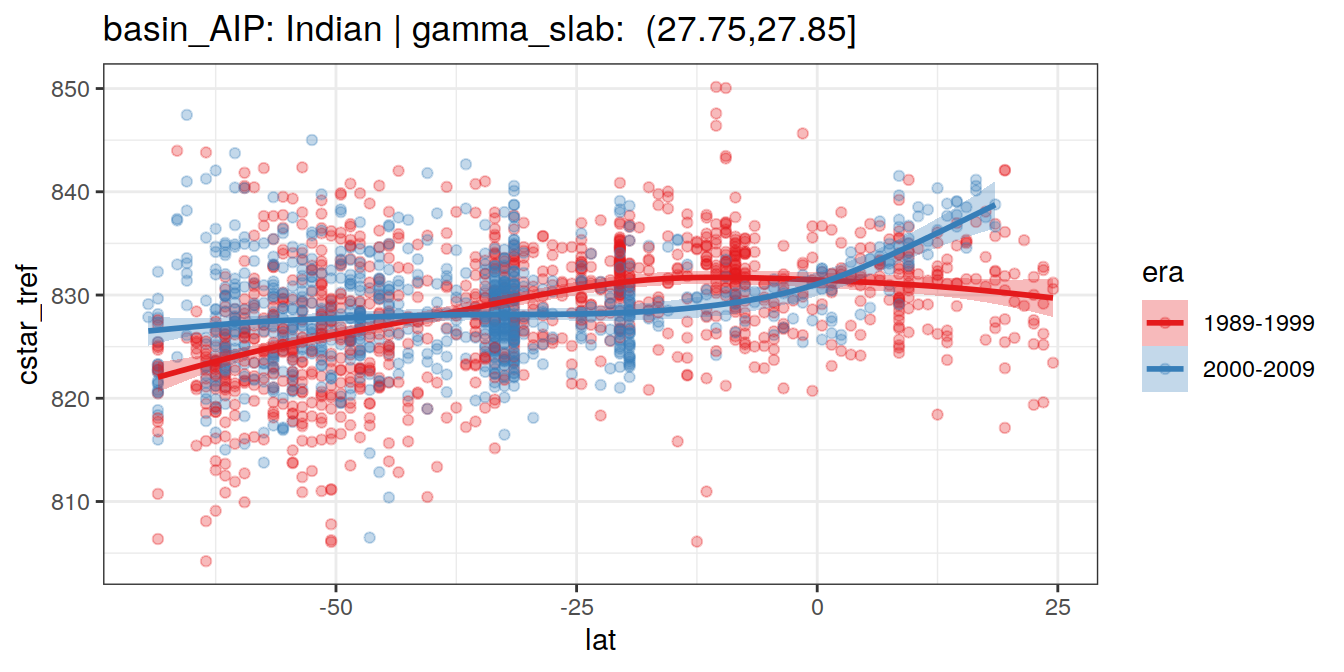 basin_AIP: Indian | gamma_slab:  (27.75,27.85]
850
840
830
820
810
cstar_tref
-50
-25
0
25
lat
era
1989-1999
2000-2009